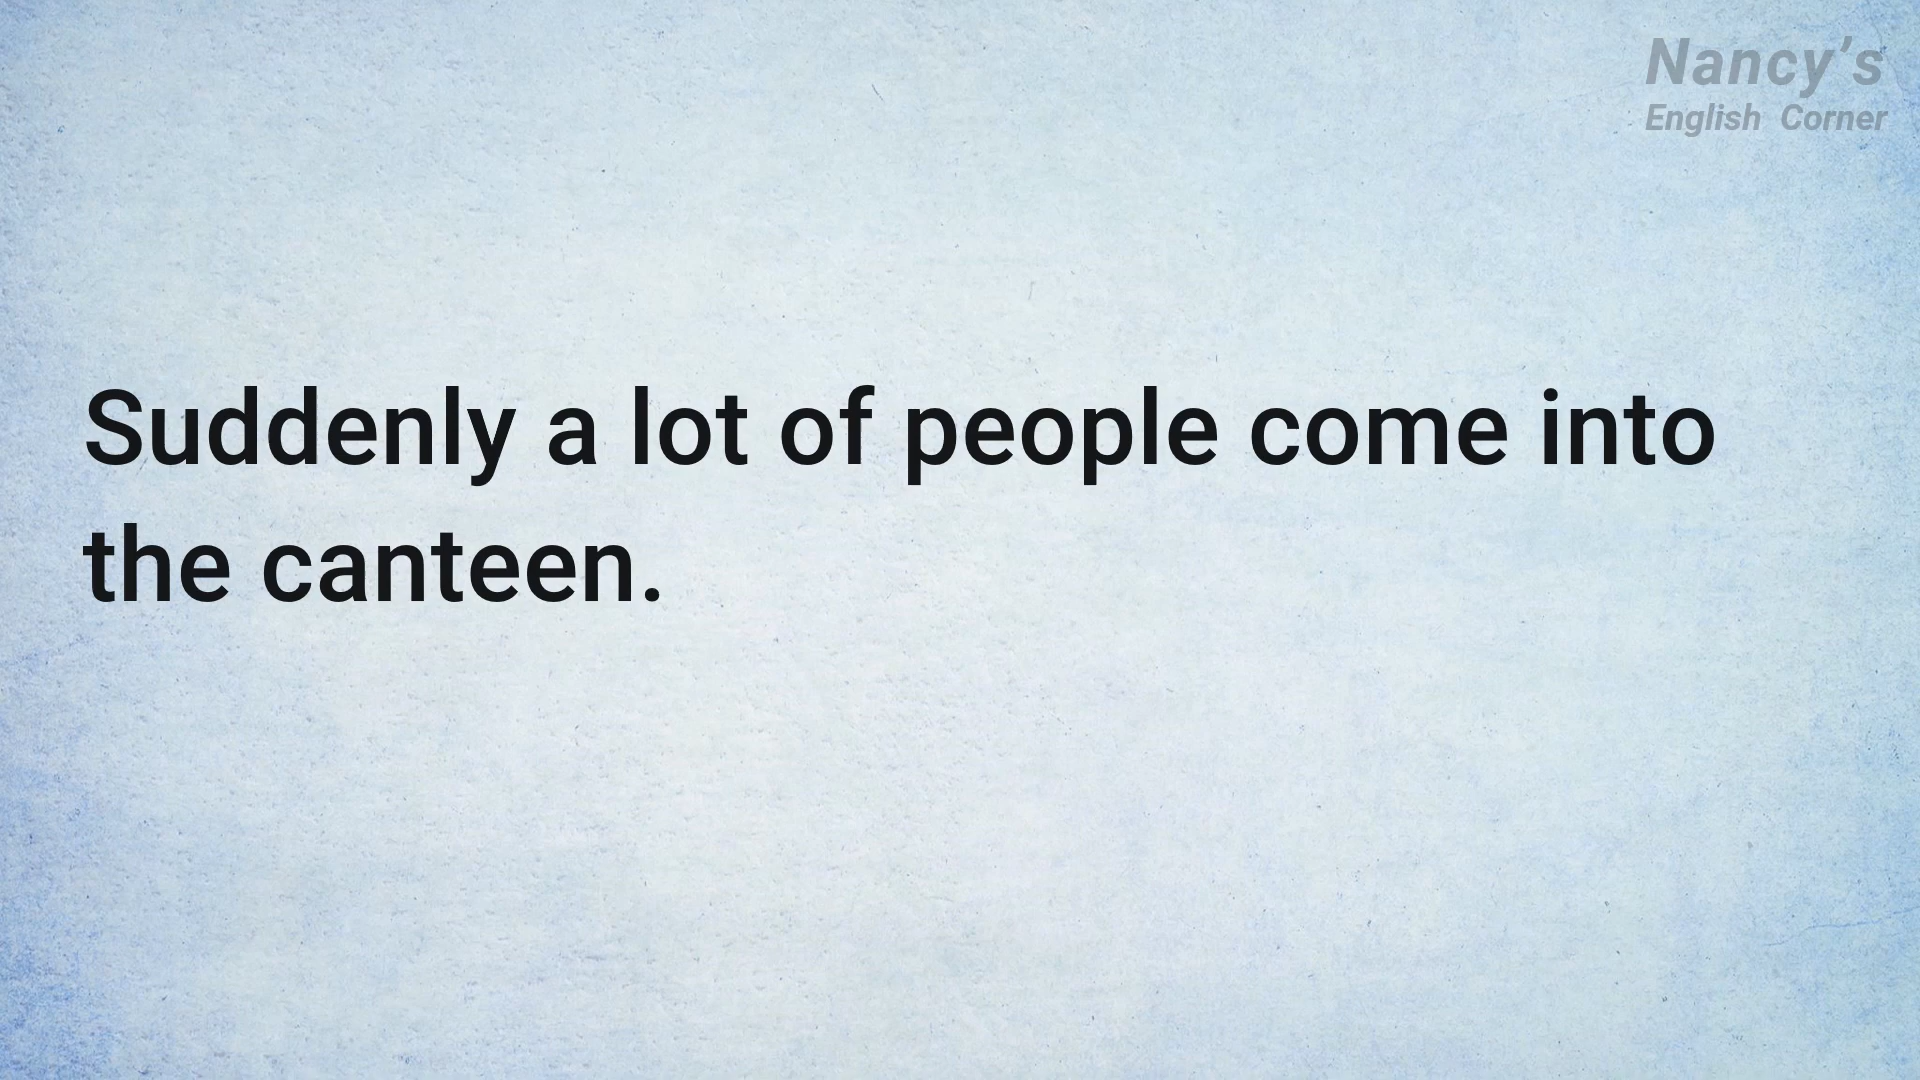 Nancy’s
English Corner
Suddenly a lot of people come into
the canteen.